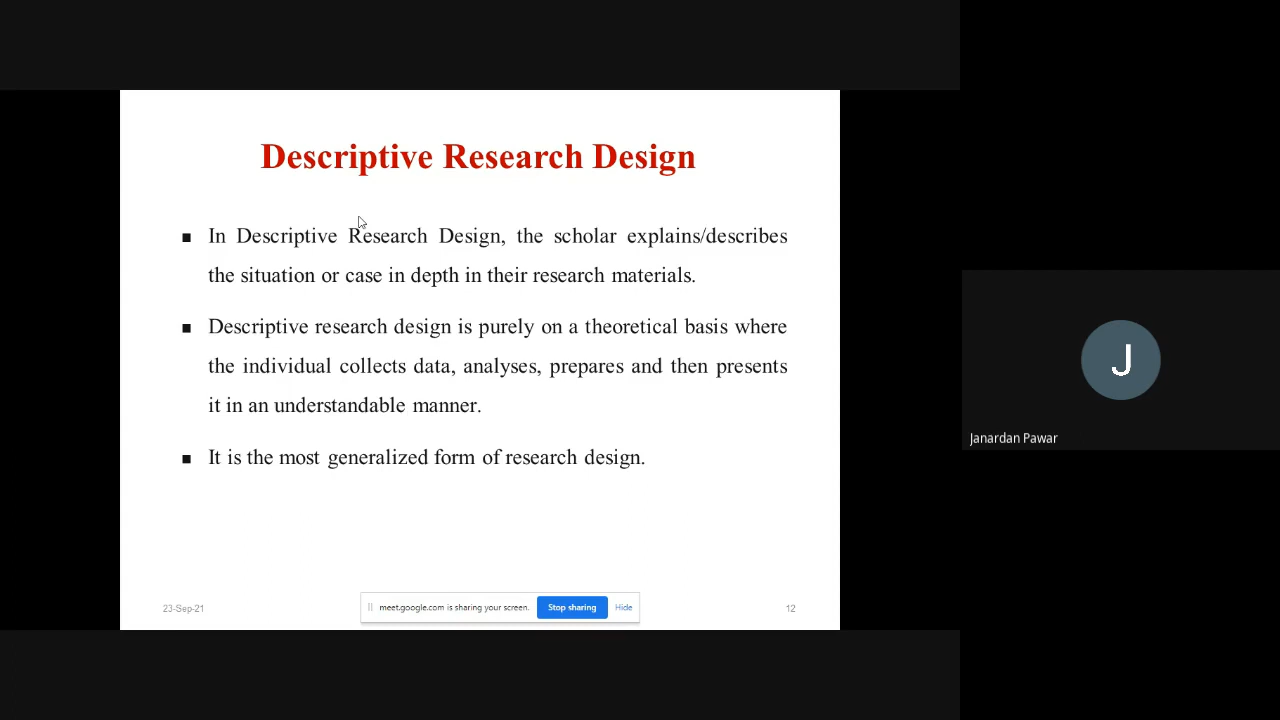 Descriptive Research Design
■ In Descriptive Research Design, the scholar explains/describes
the situation or case in depth in their research materials.
■ Descriptive research design is purely on a theoretical basis where
the individual collects data, analyses, prepares and then presents
it in an understandable manner.
■ It is the most generalized form of research design.
23-Sep-21
meet.google.com is sharing your screen. Stop sharing Hide
12
J
Janardan Pawar